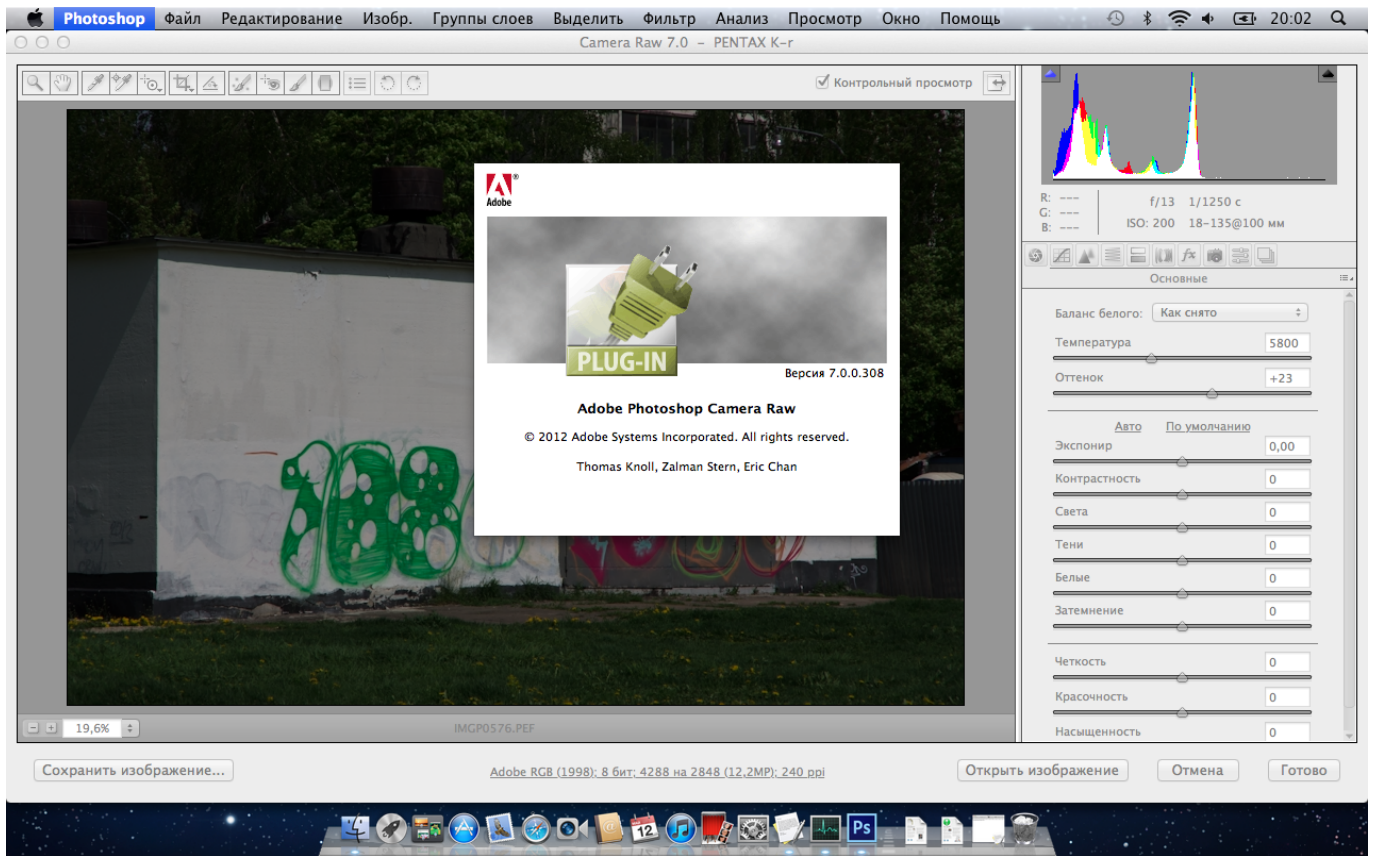 Photoshop Файл Редактирование Изобр. Группы слоев Выделить Фильтр Анализ Просмотр Окно Помощь 20:02
Camera Raw 7.0 – PENTAX K-r
Контрольный просмотр
Adobe
PLUG-IN
Версия 7.0.0.308
Adobe Photoshop Camera Raw
© 2012 Adobe Systems Incorporated. All rights reserved.
Thomas Knoll, Zalman Stern, Eric Chan
R: ---
G: ---
B: ---
f/13 1/1250 с
ISO: 200 18-135@100 мм
fx
Основные
Баланс белого: Как снято
Температура 5800
Оттенок +23
Авто По умолчанию
Экспонир 0,00
Контрастность 0
Света 0
Тени 0
Белые 0
Затемнение 0
Четкость 0
Красочность 0
Насыщенность 0
19,6%
IMGP0576.PEF
Сохранить изображение...
Adobe RGB (1998); 8 бит; 4288 на 2848 (12,2MP); 240 ppi
Открыть изображение Отмена Готово
12
Ps